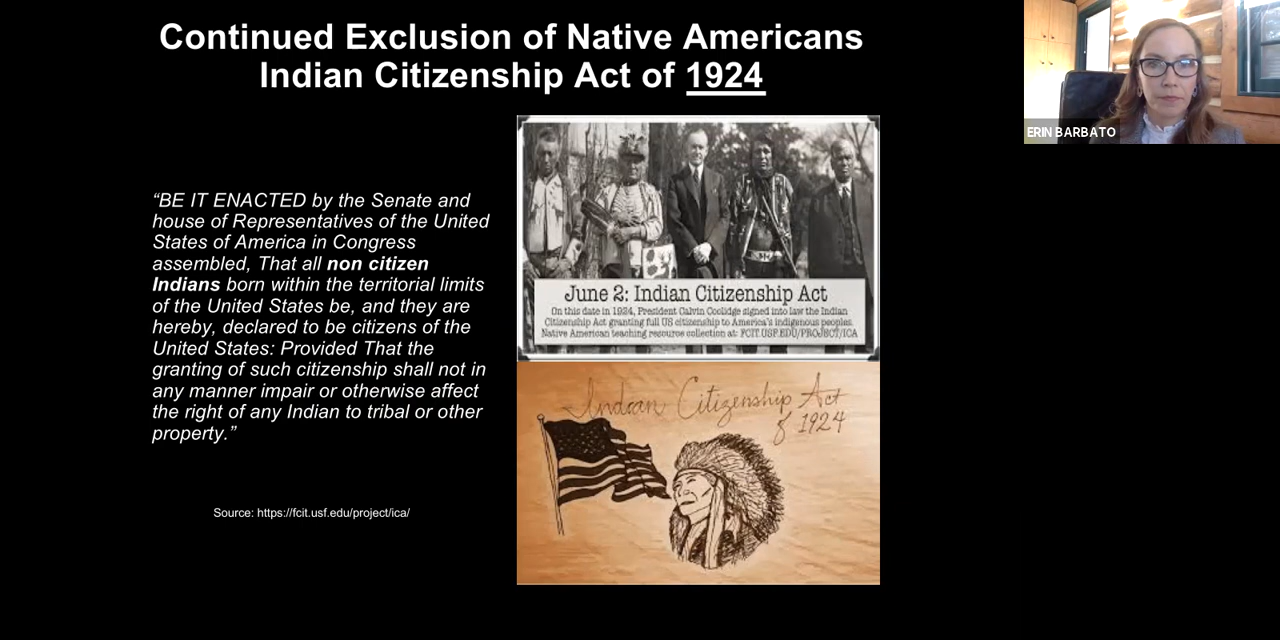 Continued Exclusion of Native Americans
Indian Citizenship Act of 1924
“BE IT ENACTED by the Senate and
house of Representatives of the United
States of America in Congress
assembled, That all non citizen
Indians born within the territorial limits
of the United States be, and they are
hereby, declared to be citizens of the
United States: Provided That the
granting of such citizenship shall not in
any manner impair or otherwise affect
the right of any Indian to tribal or other
property.”
Source: https://fcit.usf.edu/project/ica/
June 2: Indian Citizenship Act
On this date in 1924, President Calvin Coolidge signed into law the Indian
Citizenship Act granting full US citizenship to America's indigenous peoples.
Native American teaching resource collection at: FCIT.USF.EDU/PROJECT/ICA
Indian Citizenship Act
of 1924
ERIN BARBATO